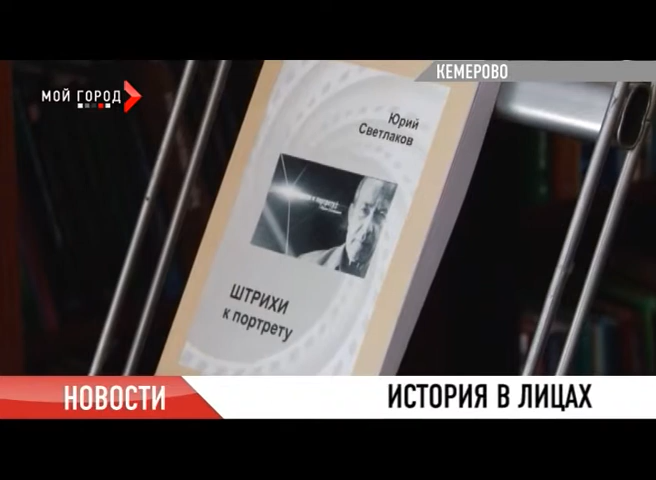 КЕМЕРОВО
МОЙ ГОРОД
Юрий
Светлаков
ШТРИХИ
к портрету
НОВОСТИ
ИСТОРИЯ В ЛИЦАХ